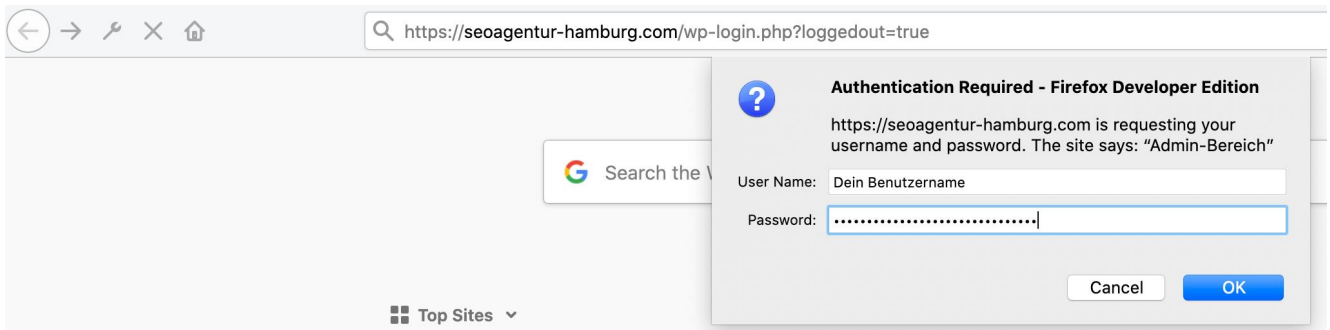 https://seoagentur-hamburg.com/wp-login.php?loggedout=true
Authentication Required - Firefox Developer Edition
https://seoagentur-hamburg.com is requesting your
username and password. The site says: “Admin-Bereich”
Search the
User Name: Dein Benutzername
Password: •••••••••••••••••••••••••••••••
Cancel OK
Top Sites